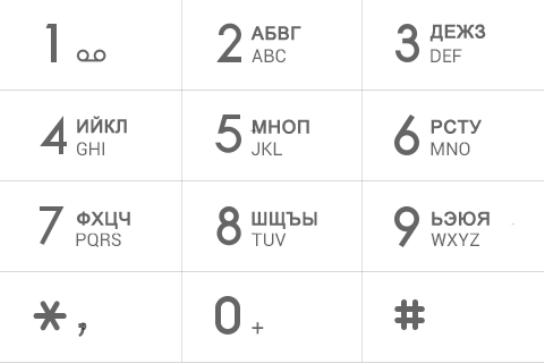 1
2 АБВГ
ABC
3 ДЕЖЗ
DEF
4 ИЙКЛ
GHI
5 МНОП
JKL
6 РСТУ
MNO
7 ФХЦЧ
PQRS
8 ШЩЪЫ
TUV
9 ЬЭЮЯ
WXYZ
* ,
0 +
#